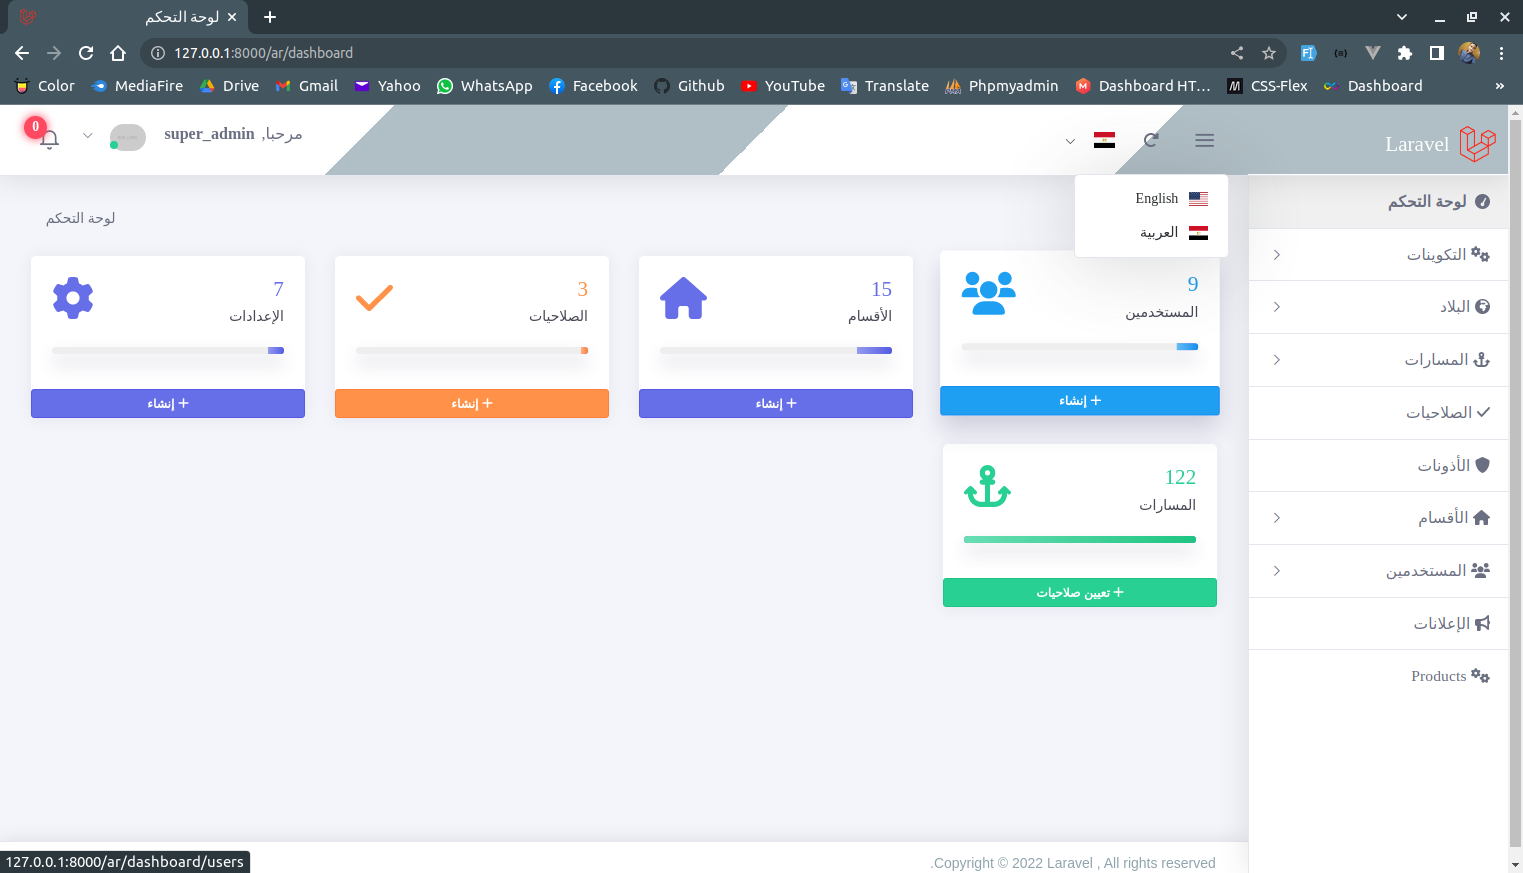 لوحة التحكم
127.0.0.1:8000/ar/dashboard
Color
MediaFire
Drive
Gmail
Yahoo
WhatsApp
Facebook
Github
YouTube
Translate
Phpmyadmin
Dashboard HT...
CSS-Flex
Dashboard
»
Laravel
مرحبا, super_admin
0
English
العربية
لوحة التحكم
لوحة التحكم
التكوينات
البلاد
المسارات
الصلاحيات
الأذونات
الأقسام
المستخدمين
الإعلانات
Products
9
المستخدمين
+ إنشاء
15
الأقسام
+ إنشاء
3
الصلاحيات
+ إنشاء
7
الإعدادات
+ إنشاء
122
المسارات
+ تعيين صلاحيات
.Copyright © 2022 Laravel , All rights reserved
127.0.0.1:8000/ar/dashboard/users